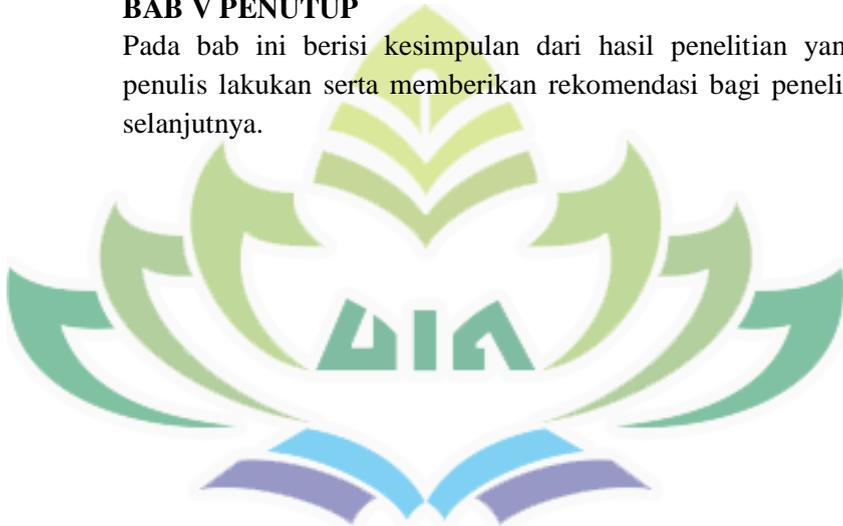 BAB V PENUTUP
Pada bab ini berisi kesimpulan dari hasil penelitian yan
penulis lakukan serta memberikan rekomendasi bagi peneli
selanjutnya.
UIN